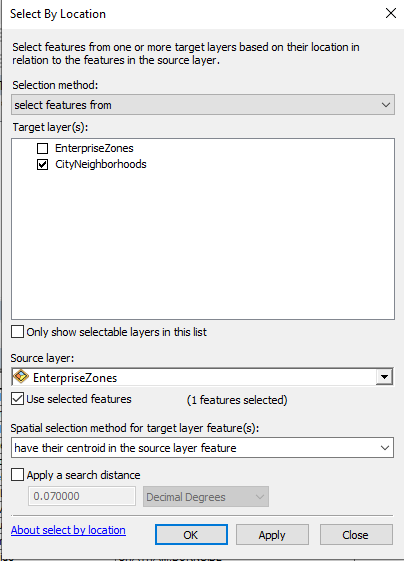 Select By Location
Select features from one or more target layers based on their location in
relation to the features in the source layer.
Selection method:
select features from
Target layer(s):
EnterpriseZones
CityNeighborhoods
Only show selectable layers in this list
Source layer:
EnterpriseZones
Use selected features (1 features selected)
Spatial selection method for target layer feature(s):
have their centroid in the source layer feature
Apply a search distance
0.070000 Decimal Degrees
About select by location OK Apply Close